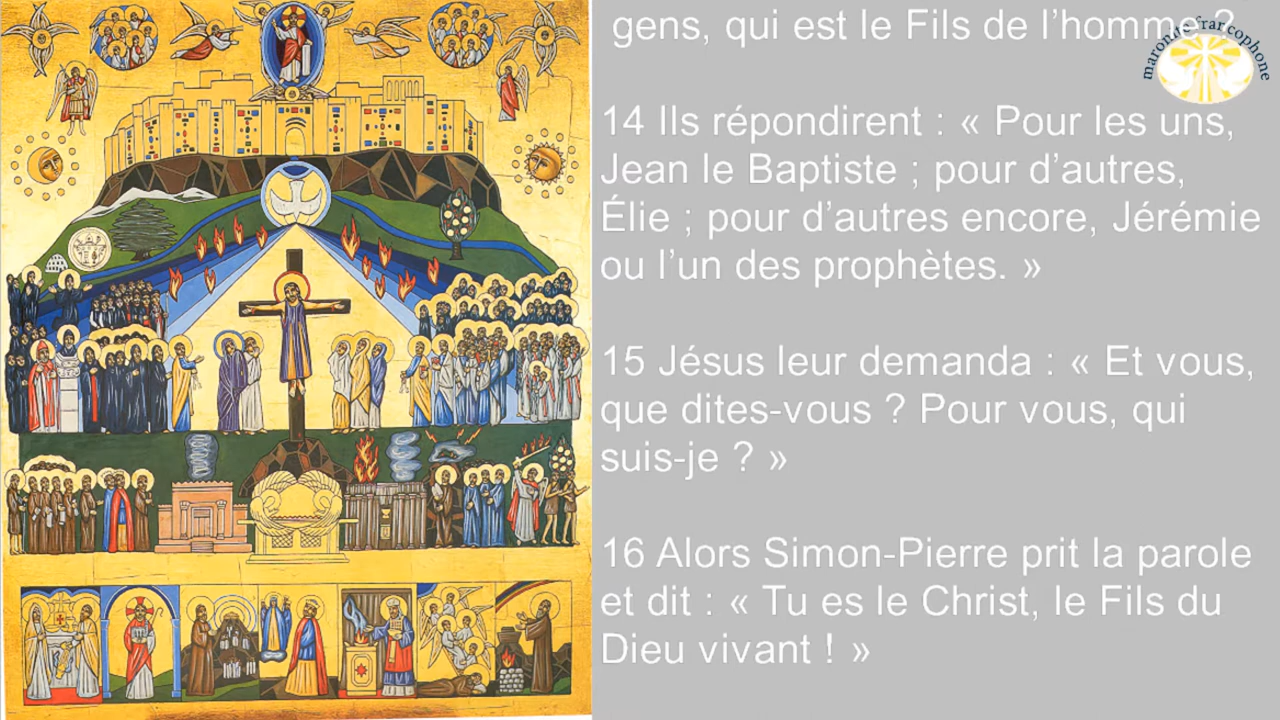 gens, qui est le Fils de l’homme ?
maronite francophone
14 Ils répondirent : « Pour les uns,
Jean le Baptiste ; pour d’autres,
Élie ; pour d’autres encore, Jérémie
ou l’un des prophètes. »
15 Jésus leur demanda : « Et vous,
que dites-vous ? Pour vous, qui
suis-je ? »
16 Alors Simon-Pierre prit la parole
et dit : « Tu es le Christ, le Fils du
Dieu vivant ! »